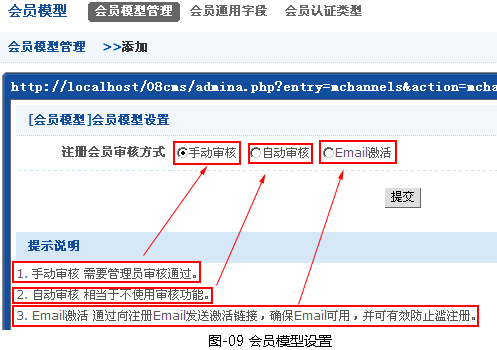 会员模型 会员模型管理 会员通用字段 会员认证类型
会员模型管理 >>添加
http://localhost/08cms/admina.php?entry=mchannels&action=mcha
[会员模型]会员模型设置
注册会员审核方式 手动审核 自动审核 Email激活
提交
提示说明
1. 手动审核 需要管理员审核通过。
2. 自动审核 相当于不使用审核功能。
3. Email激活 通过向注册Email发送激活链接，确保Email可用，并可有效防止滥注册。
图-09 会员模型设置